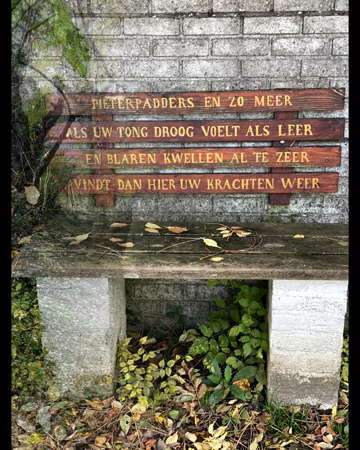 PIETERPADDERS EN ZO MEER
ALS UW TONG DROOG VOELT ALS LEER
EN BLAREN KWELLEN AL TE ZEER
VINDT DAN HIER UW KRACHTEN WEER